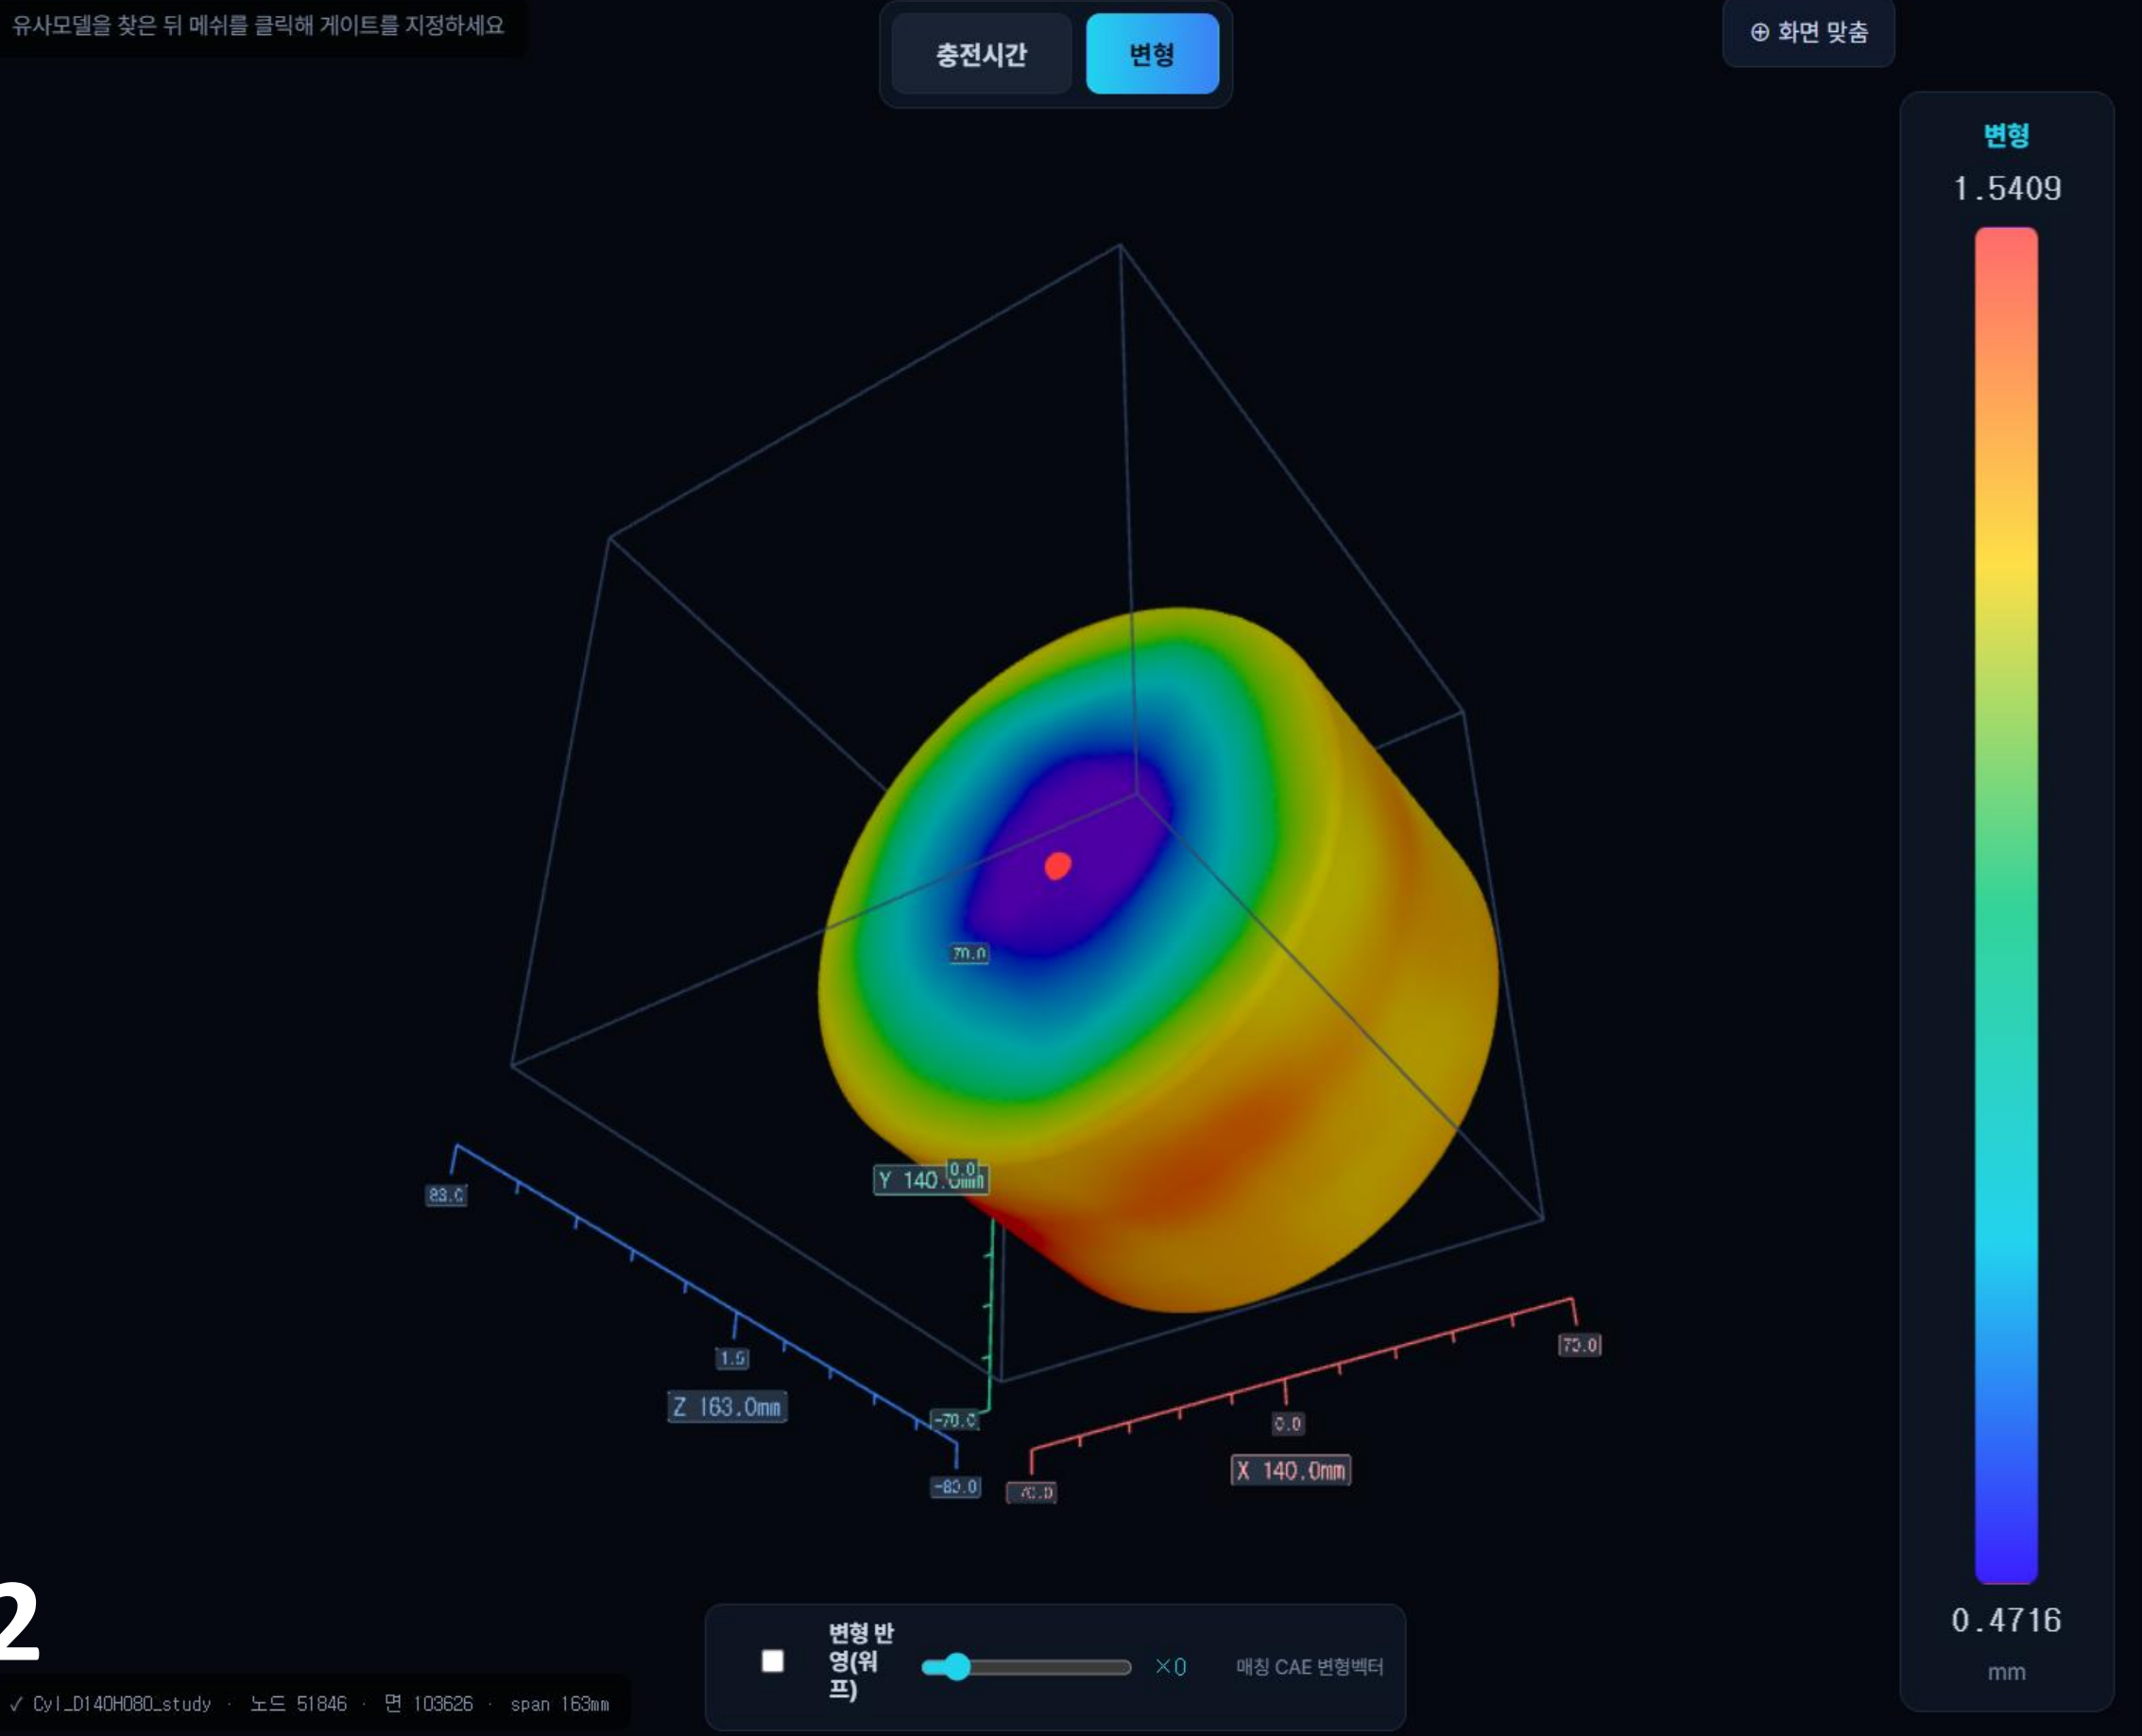 유사모델을 찾은 뒤 메쉬를 클릭해 게이트를 지정하세요
충전시간
변형
⊕ 화면 맞춤
변형
1.5409
70.0
Y 140.0mm
0.0
83.0
1.5
Z 163.0mm
-70.0
-80.0
0.0
X 140.0mm
70.0
0.4716
mm
2
변형 반
영(워
프)
×0
매칭 CAE 변형벡터
✓ Cyl_D140H080_study · 노드 51846 · 면 103626 · span 163mm